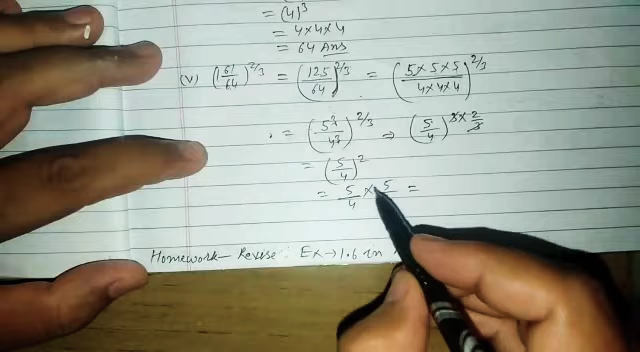 = (4)³
= 4×4×4
= 64 Ans
(V) (1 61/64)^2/3 = (125/64)^2/3 = (5×5×5/4×4×4)^2/3
= (5³/4³)^2/3 ⇒ (5/4)^3×2/3
= (5/4)²
= 5/4 × 5 =
Homework- Revise: Ex→1.6 in